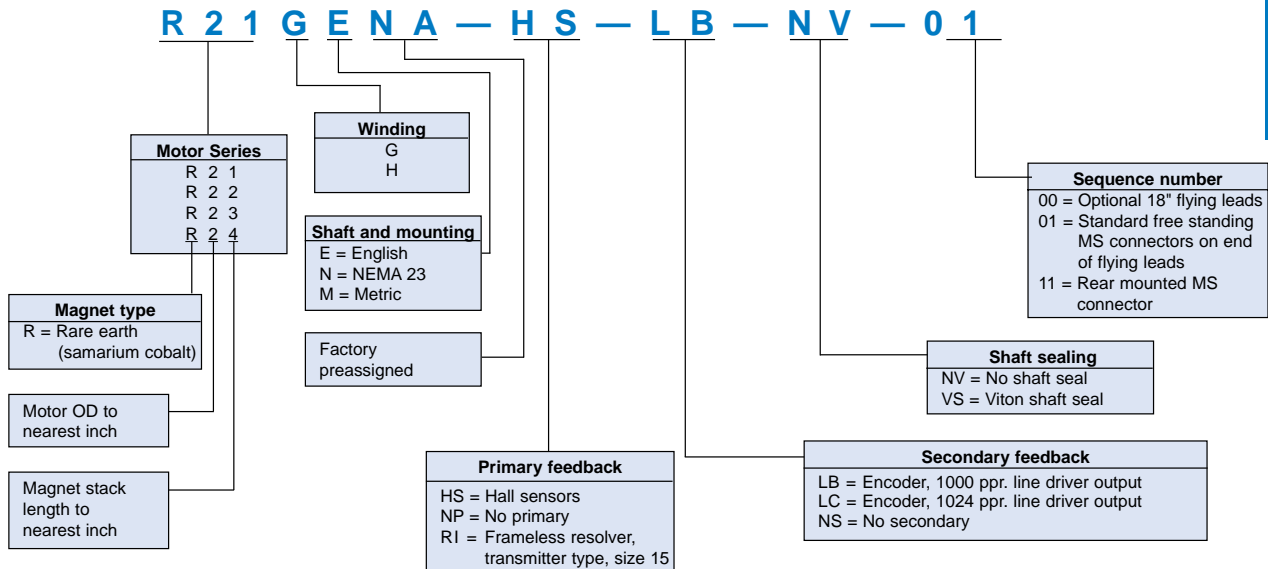 R 2 1 G E N A — H S — L B — N V — 0 1
Winding
G
H
Motor Series
R 2 1
R 2 2
R 2 3
R 2 4
Sequence number
00 = Optional 18" flying leads
01 = Standard free standing
MS connectors on end
of flying leads
11 = Rear mounted MS
connector
Shaft and mounting
E = English
N = NEMA 23
M = Metric
Magnet type
R = Rare earth
(samarium cobalt)
Factory
preassigned
Shaft sealing
NV = No shaft seal
VS = Viton shaft seal
Motor OD to
nearest inch
Primary feedback
HS = Hall sensors
NP = No primary
RI = Frameless resolver,
transmitter type, size 15
Secondary feedback
LB = Encoder, 1000 ppr. line driver output
LC = Encoder, 1024 ppr. line driver output
NS = No secondary
Magnet stack
length to
nearest inch